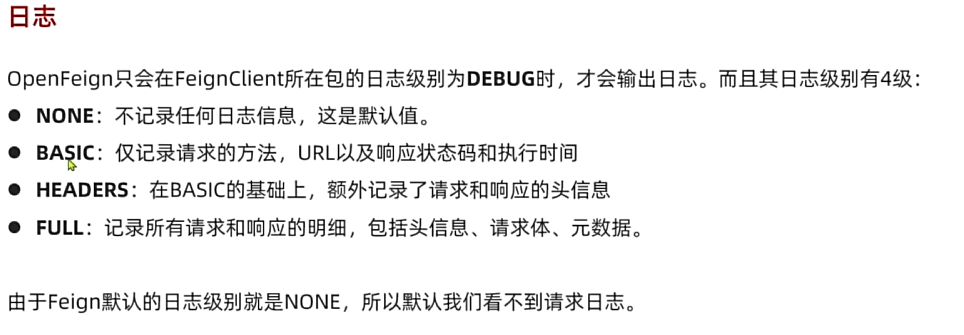 日志
OpenFeign只会在FeignClient所在包的日志级别为DEBUG时，才会输出日志。而且其日志级别有4级：
● NONE：不记录任何日志信息，这是默认值。
● BASIC：仅记录请求的方法，URL以及响应状态码和执行时间
● HEADERS：在BASIC的基础上，额外记录了请求和响应的头信息
● FULL：记录所有请求和响应的明细，包括头信息、请求体、元数据。
由于Feign默认的日志级别就是NONE，所以默认我们看不到请求日志。